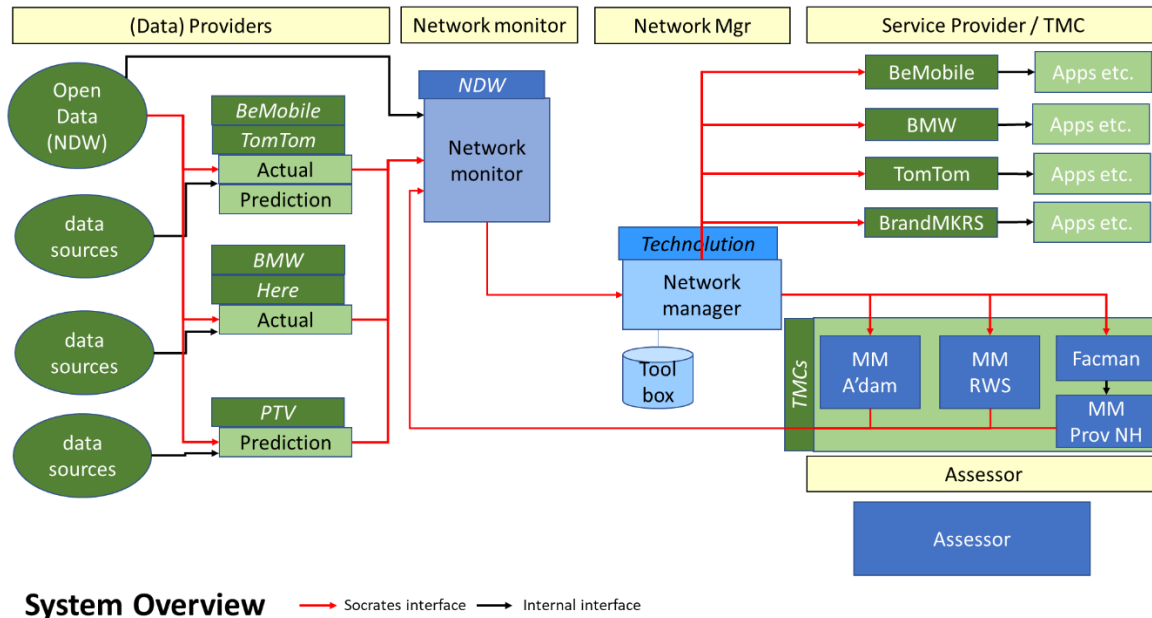 (Data) Providers
Network monitor
Network Mgr
Service Provider / TMC
Open
Data
(NDW)
data
sources
data
sources
data
sources
BeMobile
TomTom
Actual
Prediction
BMW
Here
Actual
PTV
Prediction
NDW
Network
monitor
Technolution
Network
manager
Tool
box
BeMobile
Apps etc.
BMW
Apps etc.
TomTom
Apps etc.
BrandMKRS
Apps etc.
TMCs
MM
A'dam
MM
RWS
Facman
MM
Prov NH
Assessor
Assessor
System Overview
Socrates interface
Internal interface